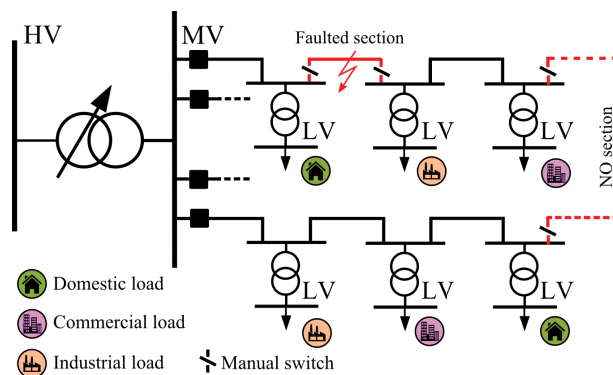 HV
MV
Faulted section
LV
LV
LV
NO section
LV
LV
LV
Domestic load
Commercial load
Industrial load
Manual switch